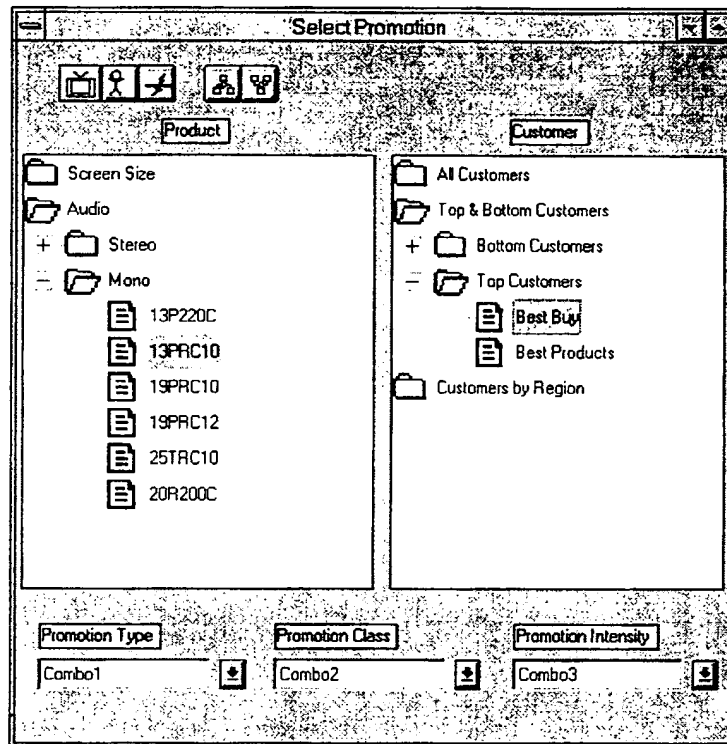 Select Promotion
Product
Customer
Screen Size
Audio
Stereo
Mono
13P220C
13PRC10
19PRC10
19PRC12
25TRC10
20R200C
All Customers
Top & Bottom Customers
Bottom Customers
Top Customers
Best Buy
Best Products
Customers by Region
Promotion Type
Promotion Class
Promotion Intensity
Combo1
Combo2
Combo3